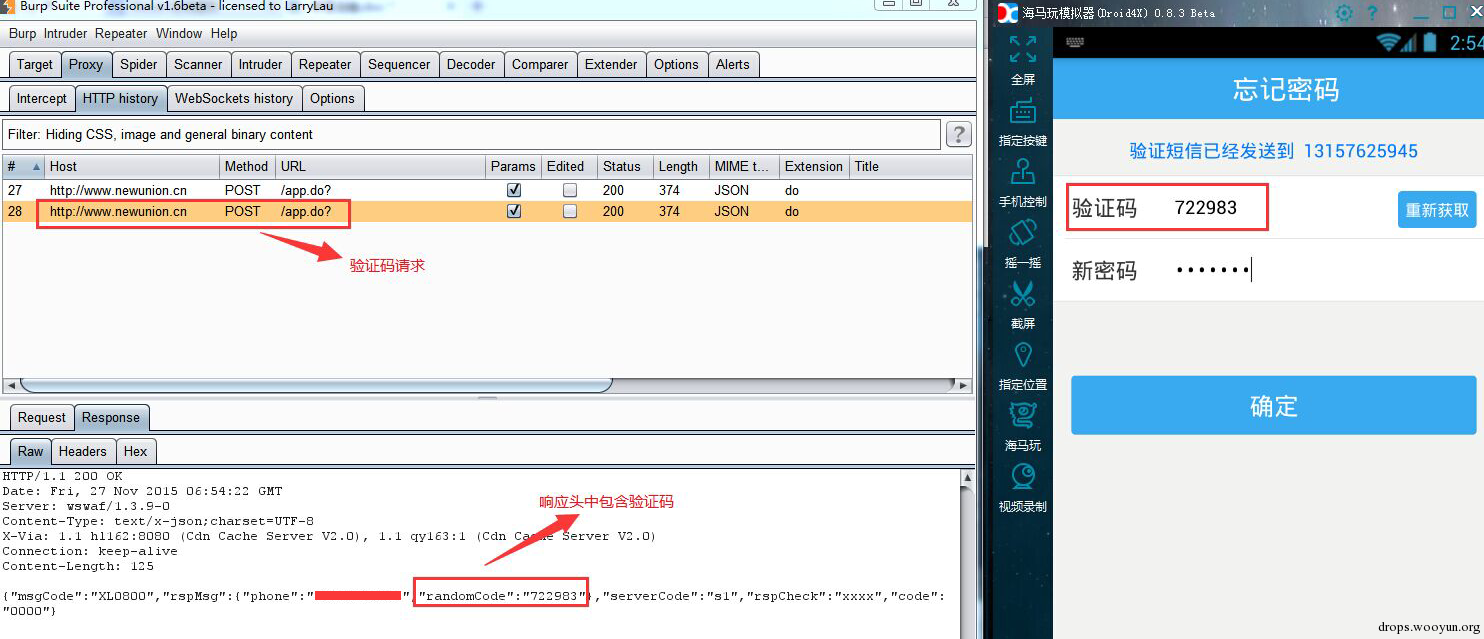 Burp Suite Professional v1.6beta - licensed to LarryLau
Burp Intruder Repeater Window Help
Target Proxy Spider Scanner Intruder Repeater Sequencer Decoder Comparer Extender Options Alerts
Intercept HTTP history WebSockets history Options
Filter: Hiding CSS, image and general binary content ?
# Host Method URL Params Edited Status Length MIME t... Extension Title
27 http://www.newunion.cn POST /app.do? 200 374 JSON do
28 http://www.newunion.cn POST /app.do? 200 374 JSON do
验证码请求
Request Response
Raw Headers Hex
HTTP/1.1 200 OK
Date: Fri, 27 Nov 2015 06:54:22 GMT
Server: wswaf/1.3.9-0
Content-Type: text/x-json;charset=UTF-8
X-Via: 1.1 hl162:8080 (Cdn Cache Server V2.0), 1.1 qy163:1 (Cdn Cache Server V2.0)
Connection: keep-alive
Content-Length: 125
响应头中包含验证码
{"msgCode":"XL0800","rspMsg":{"phone":" ","randomCode":"722983"},"serverCode":"s1","rspCheck":"xxxx","code":
"0000"}
海马玩模拟器(Droid4X) 0.8.3 Beta
全屏
指定按键
手机控制
摇一摇
截屏
指定位置
海马玩
视频录制
2:54
忘记密码
验证短信已经发送到 13157625945
验证码 722983 重新获取
新密码 •••••••
确定
drops.wooyun.org